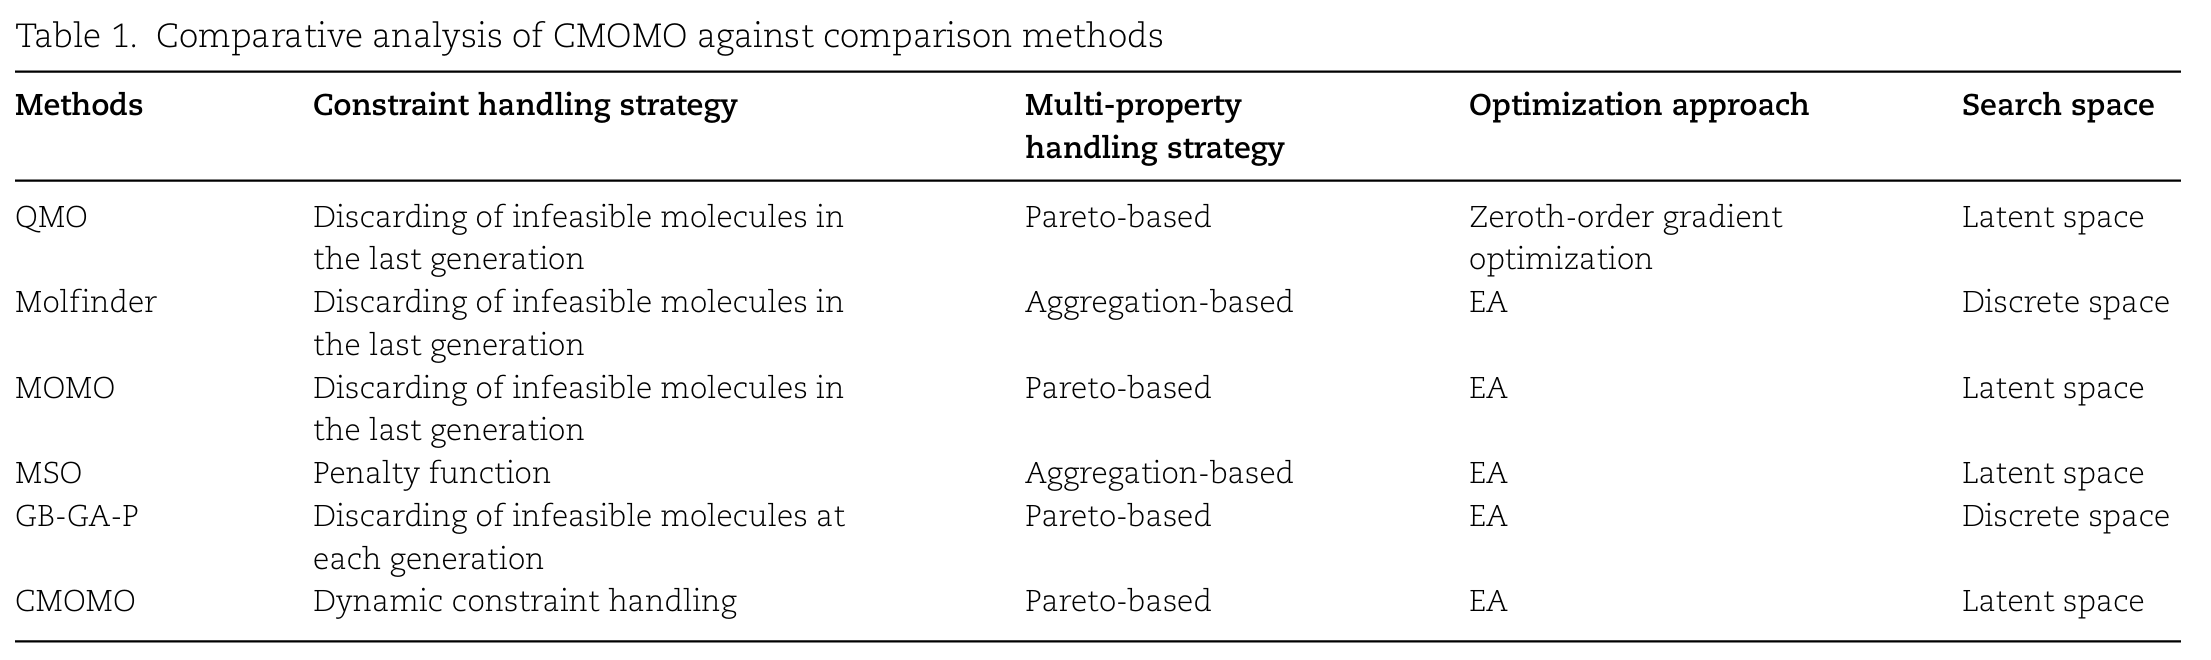 Table 1. Comparative analysis of CMOMO against comparison methods
Methods Constraint handling strategy Multi-property handling strategy Optimization approach Search space
QMO Discarding of infeasible molecules in the last generation Pareto-based Zeroth-order gradient optimization Latent space
Molfinder Discarding of infeasible molecules in the last generation Aggregation-based EA Discrete space
MOMO Discarding of infeasible molecules in the last generation Pareto-based EA Latent space
MSO Penalty function Aggregation-based EA Latent space
GB-GA-P Discarding of infeasible molecules at each generation Pareto-based EA Discrete space
CMOMO Dynamic constraint handling Pareto-based EA Latent space